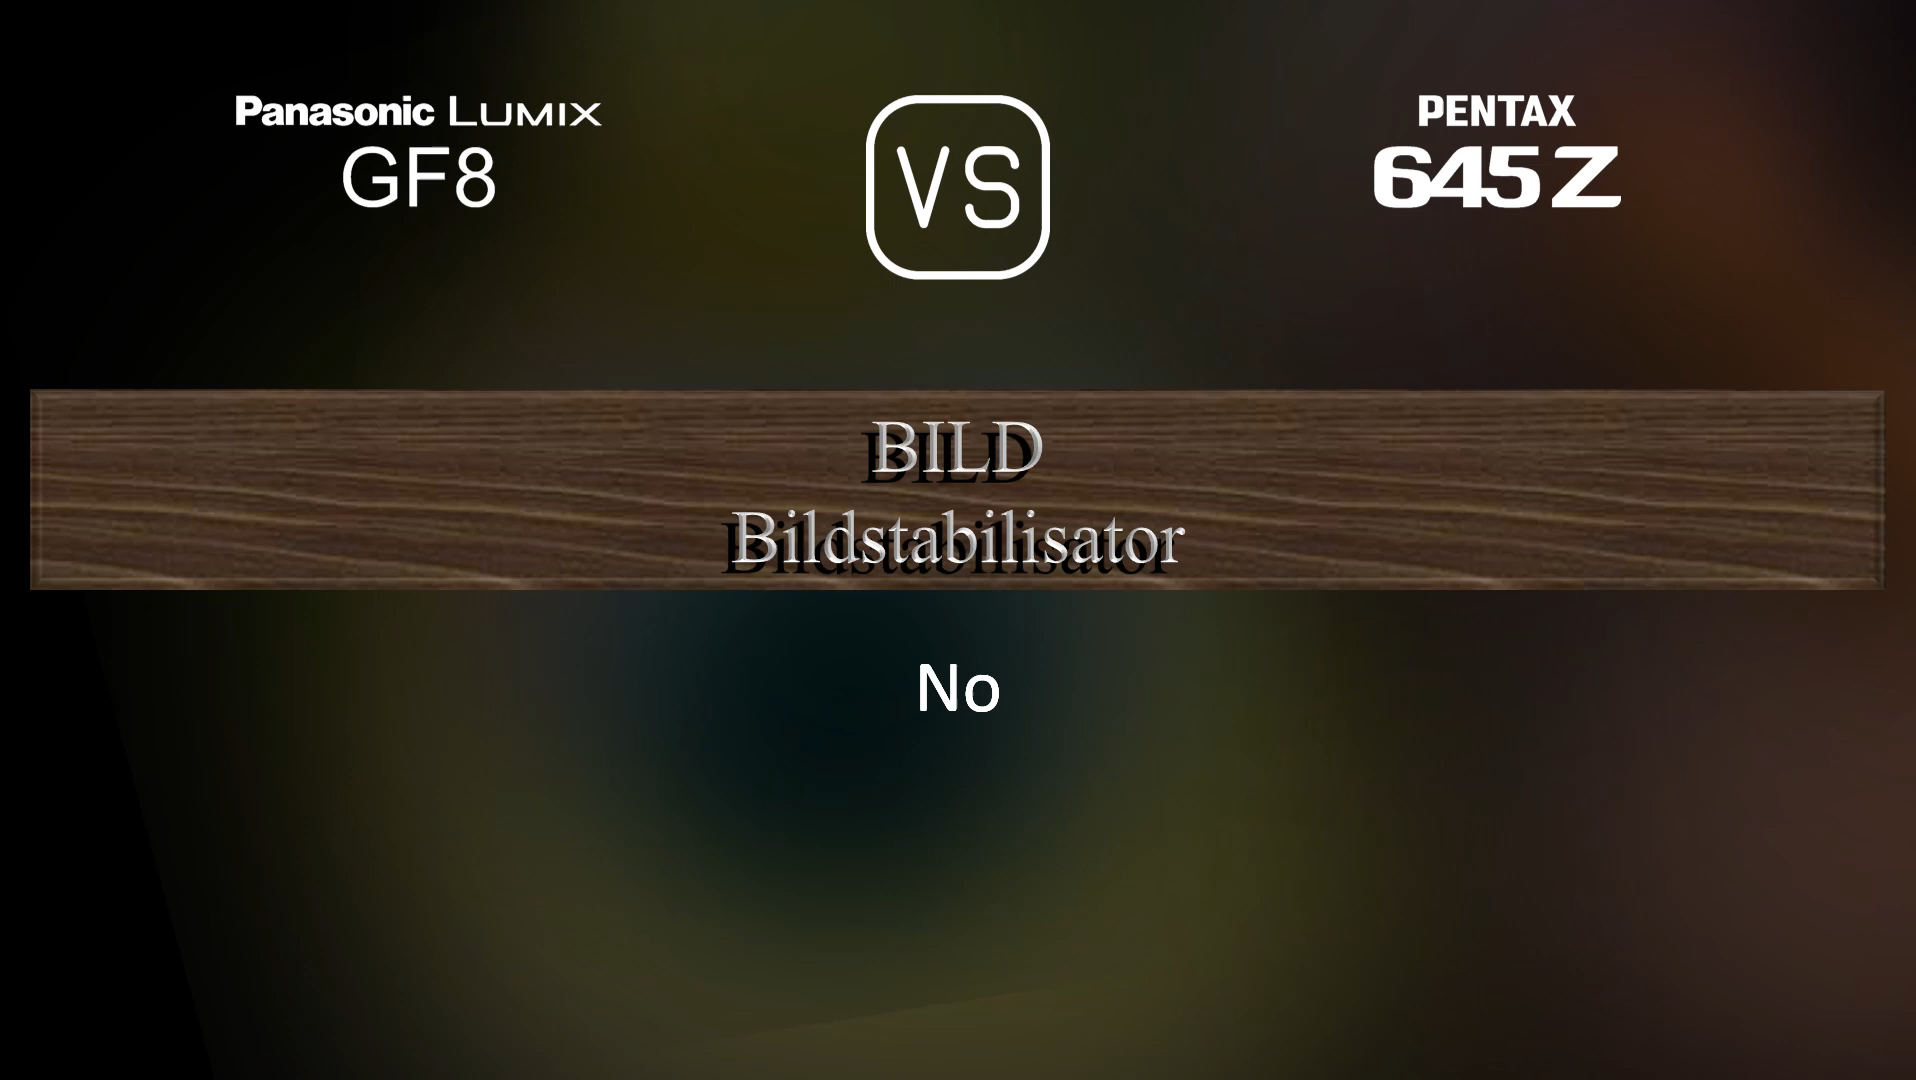 Panasonic LUMIX
GF8
VS
PENTAX
645Z
BILD
Bildstabilisator
No